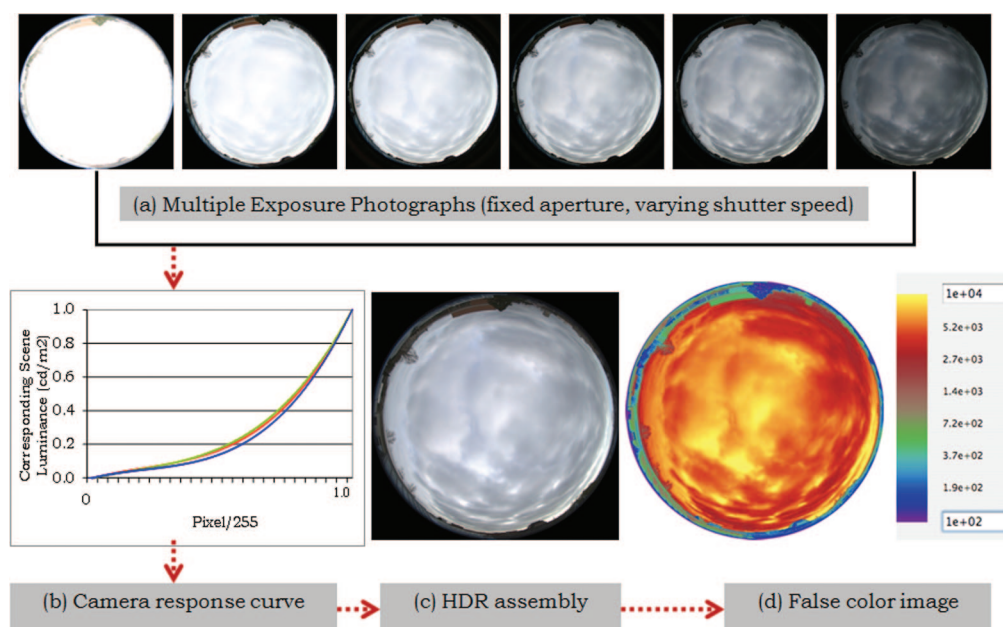 (a) Multiple Exposure Photographs (fixed aperture, varying shutter speed)
Corresponding Scene
Luminance [cd/m2]
1.0
0.8
0.6
0.4
0.2
0.0
0
1.0
Pixel/255
1e+04
5.2e+03
2.7e+03
1.4e+03
7.2e+02
3.7e+02
1.9e+02
1e+02
(b) Camera response curve
(c) HDR assembly
(d) False color image